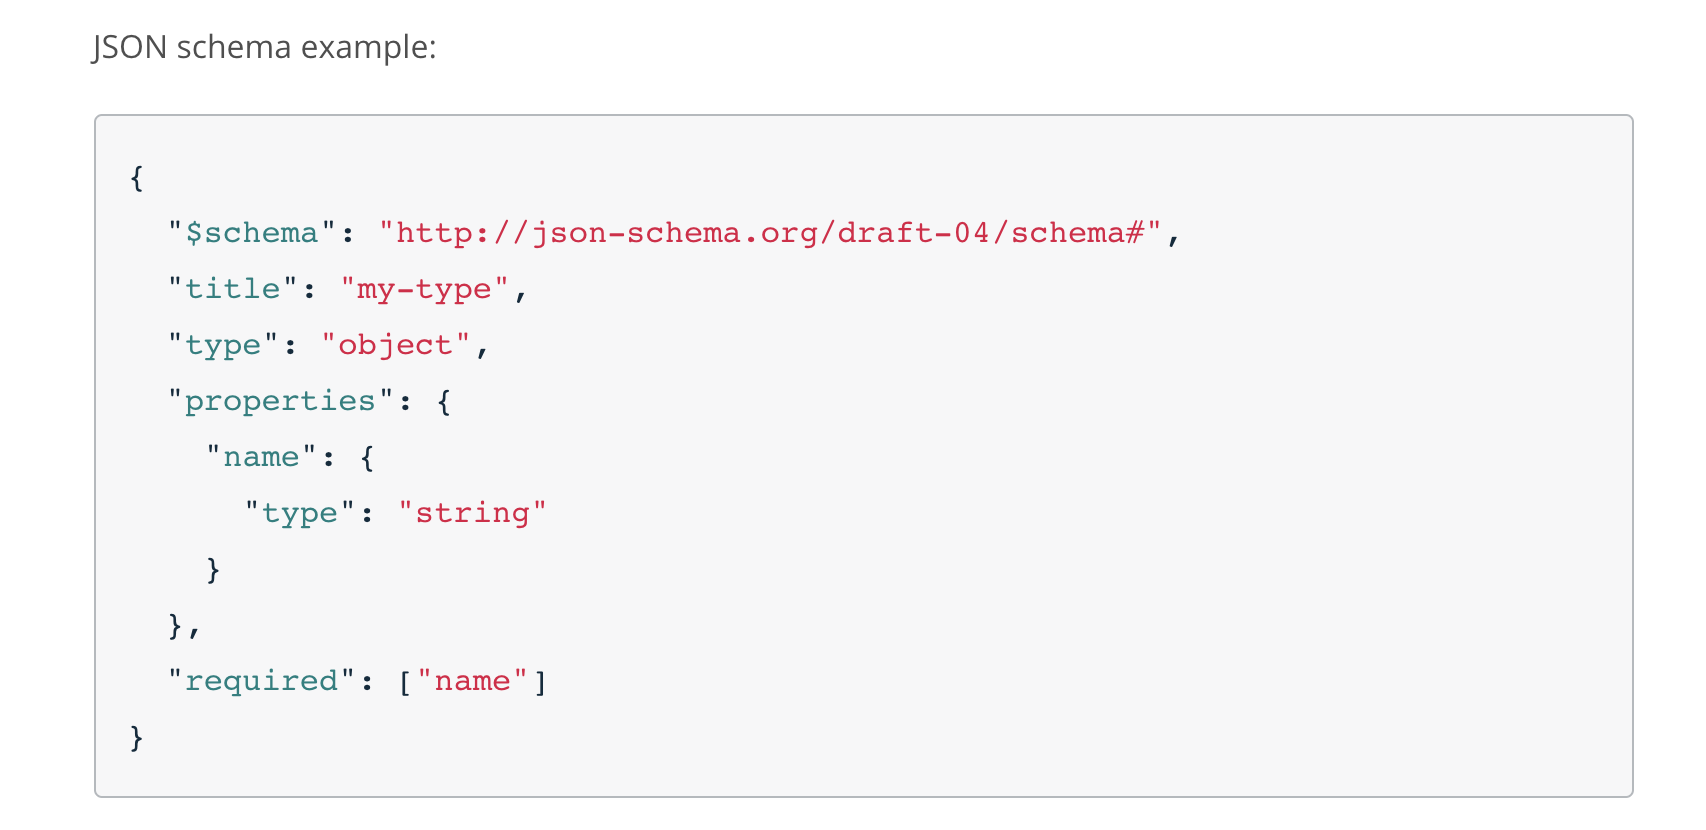 JSON schema example:
{
  "$schema": "http://json-schema.org/draft-04/schema#",
  "title": "my-type",
  "type": "object",
  "properties": {
    "name": {
      "type": "string"
    }
  },
  "required": ["name"]
}